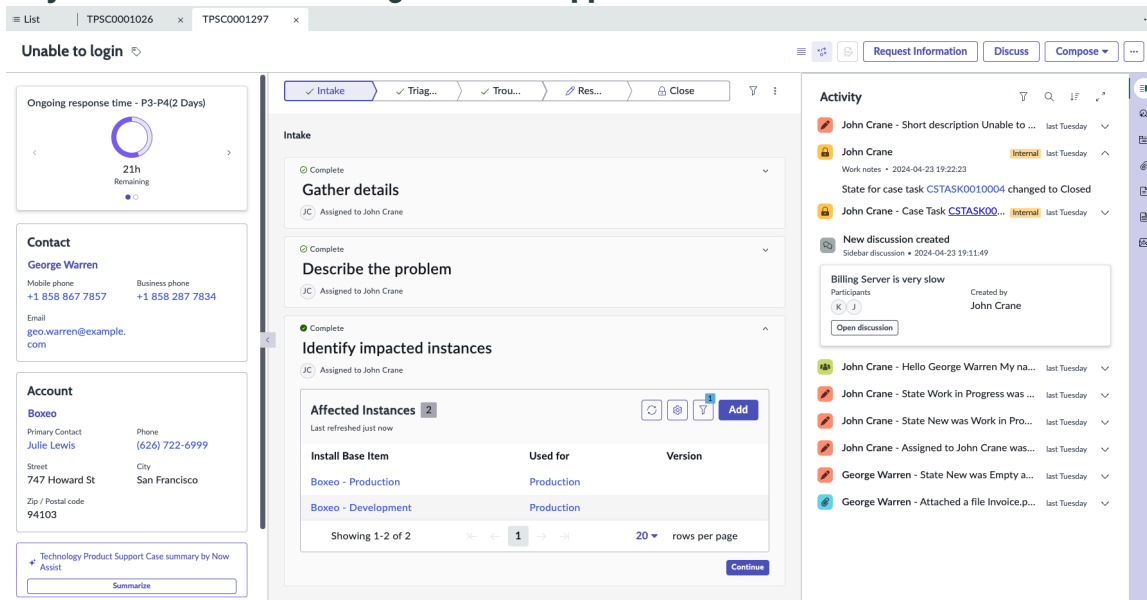 List
TPSC0001026 ×
TPSC0001297 ×
Unable to login
Request Information
Discuss
Compose
Ongoing response time - P3-P4(2 Days)
21h
Remaining
Contact
George Warren
Mobile phone
Business phone
+1 858 867 7857
+1 858 287 7834
Email
geo.warren@example.
com
Account
Boxeo
Primary Contact
Phone
Julie Lewis
(626) 722-6999
Street
City
747 Howard St
San Francisco
Zip / Postal code
94103
Technology Product Support Case summary by Now
Assist
Summarize
Intake
Triag...
Trou...
Res...
Close
Intake
Complete
Gather details
JC Assigned to John Crane
Complete
Describe the problem
JC Assigned to John Crane
Complete
Identify impacted instances
JC Assigned to John Crane
Affected Instances 2
1
Add
Last refreshed just now
Install Base Item
Used for
Version
Boxeo - Production
Production
Boxeo - Development
Production
Showing 1-2 of 2
1
20
rows per page
Continue
Activity
John Crane - Short description Unable to ... last Tuesday
John Crane Internal last Tuesday
Work notes • 2024-04-23 19:22:23
State for case task CSTASK0010004 changed to Closed
John Crane - Case Task CSTASK00... Internal last Tuesday
New discussion created
Sidebar discussion • 2024-04-23 19:11:49
Billing Server is very slow
Participants
Created by
K J
John Crane
Open discussion
John Crane - Hello George Warren My na... last Tuesday
John Crane - State Work in Progress was ... last Tuesday
John Crane - State New was Work in Pro... last Tuesday
John Crane - Assigned to John Crane was... last Tuesday
George Warren - State New was Empty a... last Tuesday
George Warren - Attached a file Invoice.p... last Tuesday